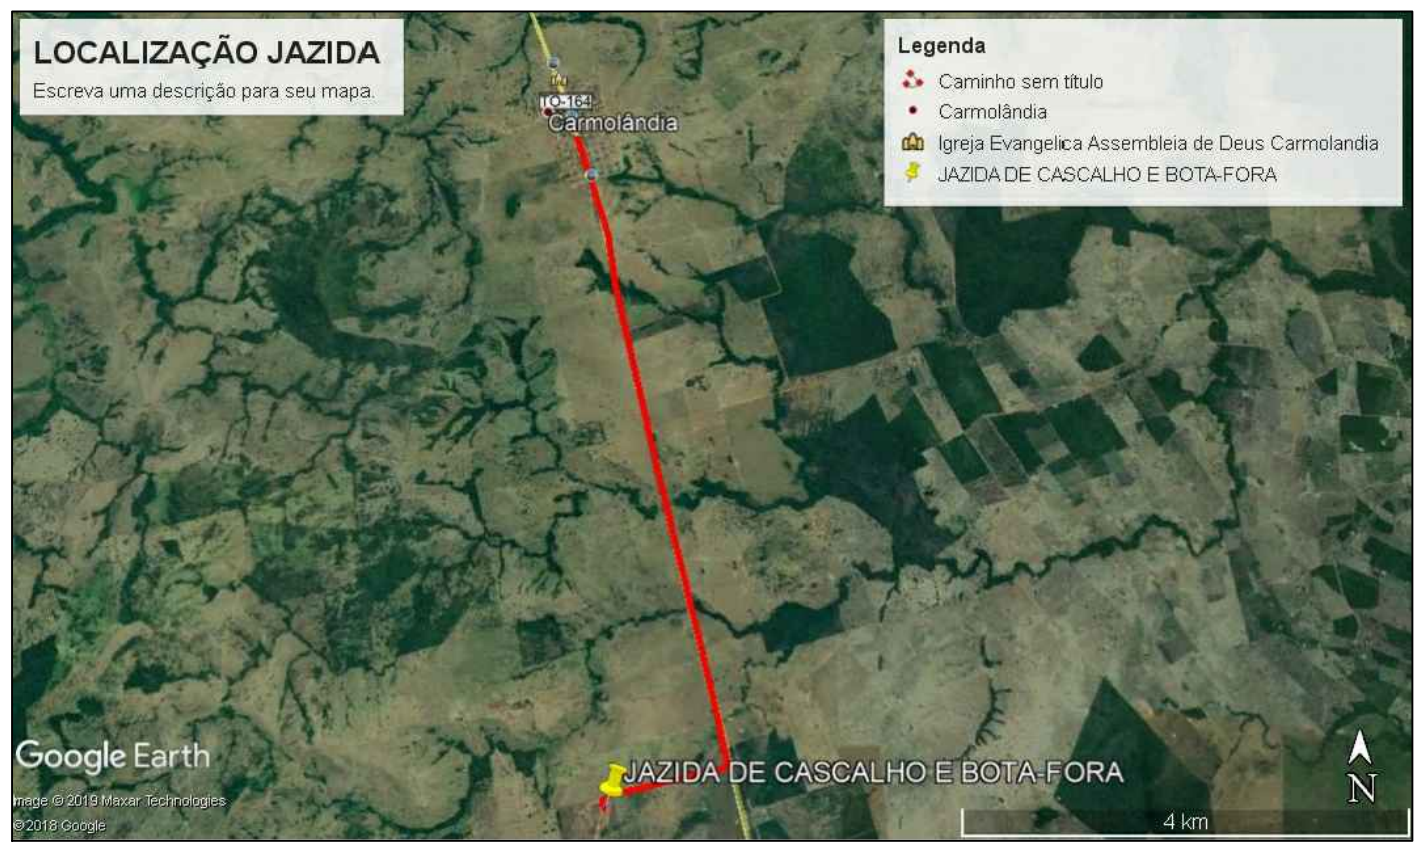 LOCALIZAÇÃO JAZIDA
Escreva uma descrição para seu mapa.
Legenda
Caminho sem título
Carmolândia
Igreja Evangelica Assembleia de Deus Carmolandia
JAZIDA DE CASCALHO E BOTA-FORA
TO-164
Carmolândia
JAZIDA DE CASCALHO E BOTA-FORA
Google Earth
mage © 2019 Maxar Technologies
© 2018 Google
N
4 km